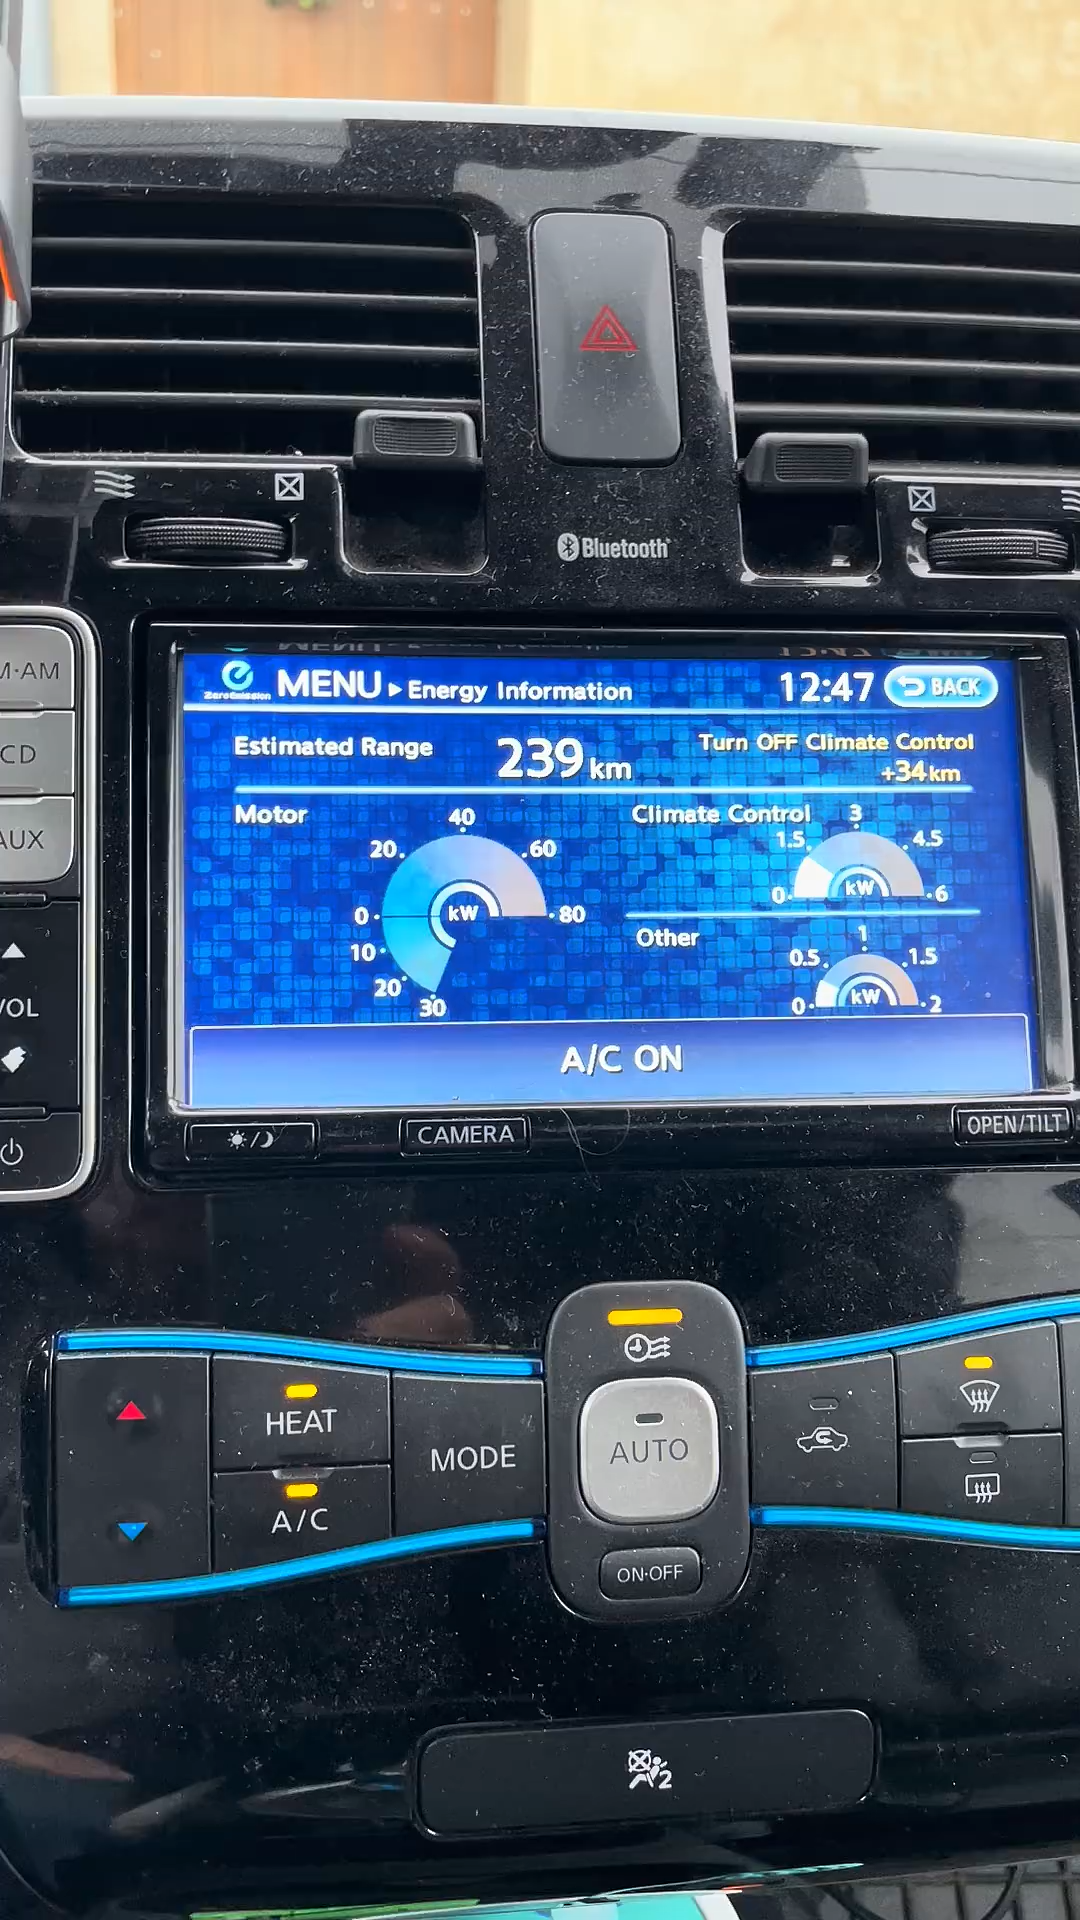 Bluetooth
M·AM
CD
AUX
VOL
Zero Emission
MENU ▸ Energy Information
12:47
BACK
Estimated Range
239 km
Turn OFF Climate Control
+34 km
Motor
40
20
60
0
kW
80
10
20
30
Climate Control
3
1.5
4.5
0
kW
6
Other
1
0.5
1.5
0
kW
2
A/C ON
CAMERA
OPEN/TILT
HEAT
A/C
MODE
AUTO
ON·OFF
2